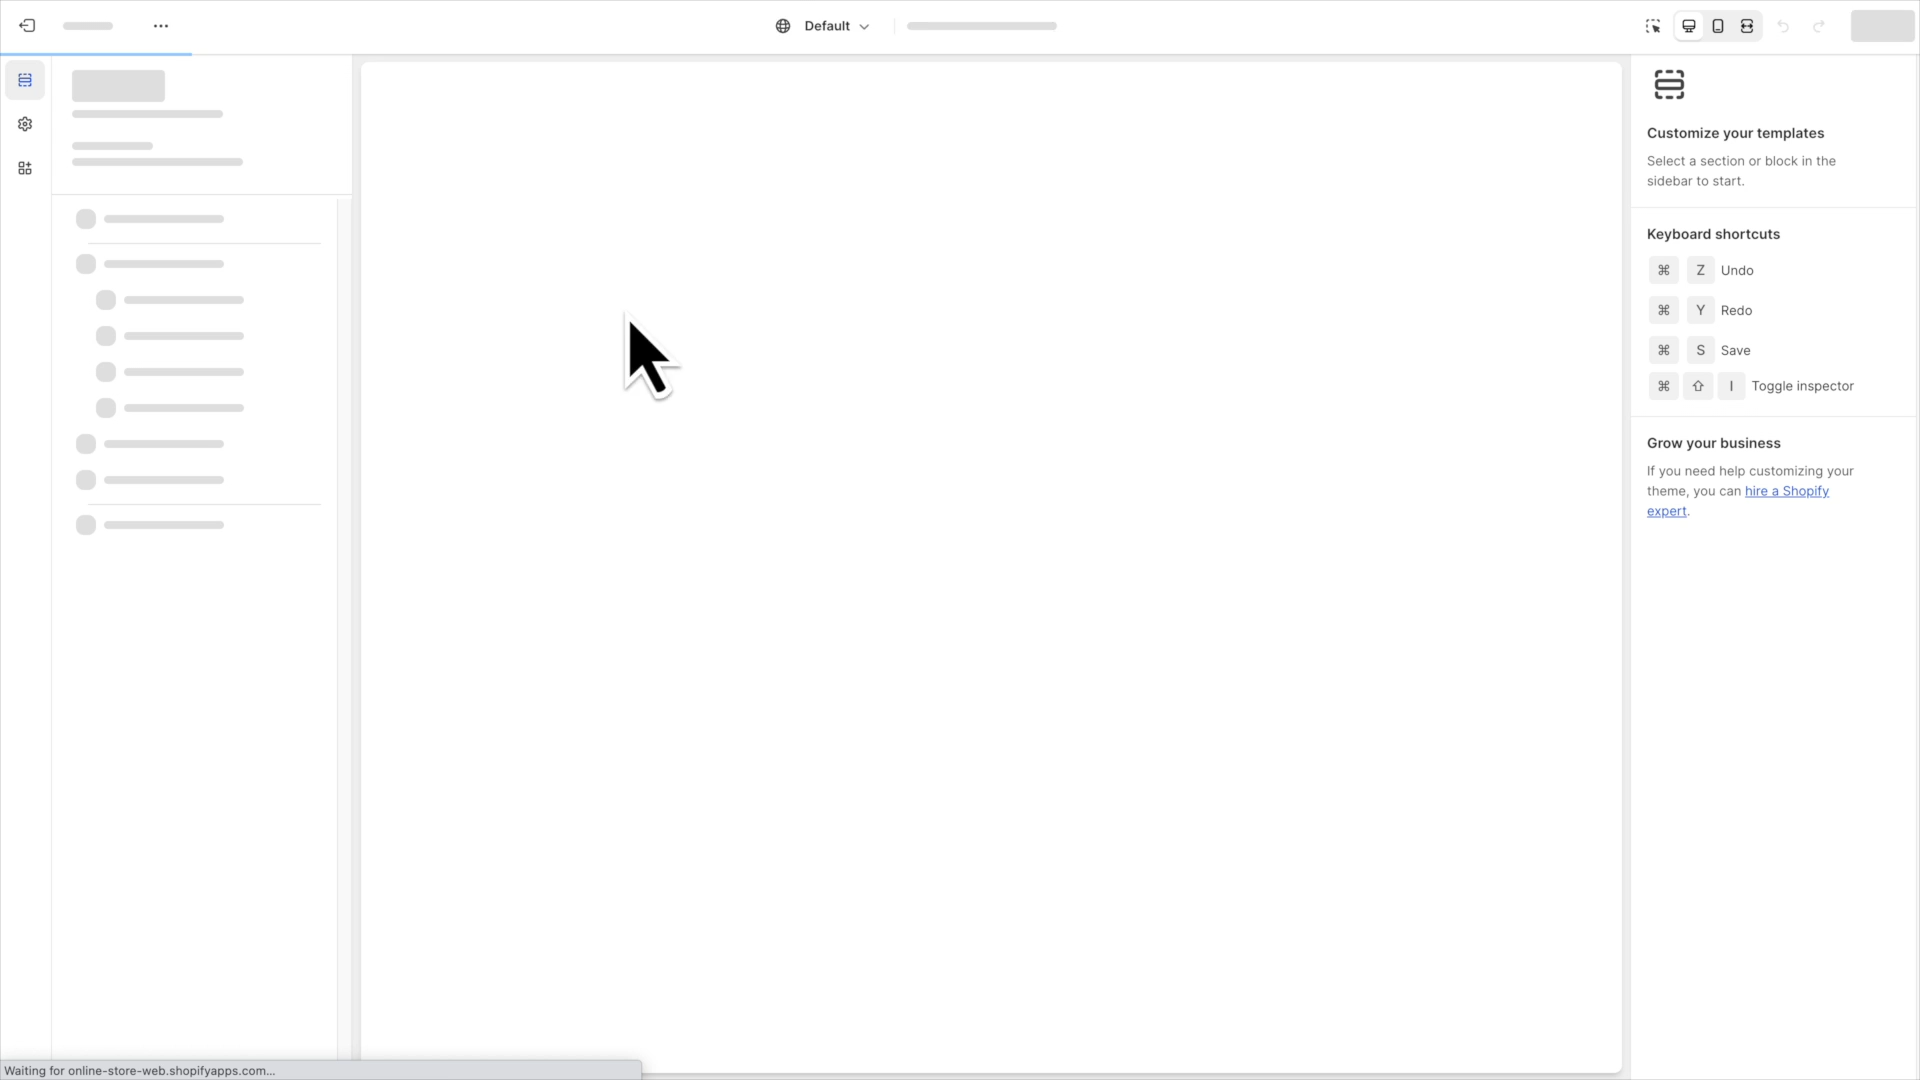 Default
Customize your templates
Select a section or block in the
sidebar to start.
Keyboard shortcuts
⌘ Z Undo
⌘ Y Redo
⌘ S Save
⌘ ⇧ I Toggle inspector
Grow your business
If you need help customizing your
theme, you can hire a Shopify
expert.
Waiting for online-store-web.shopifyapps.com...